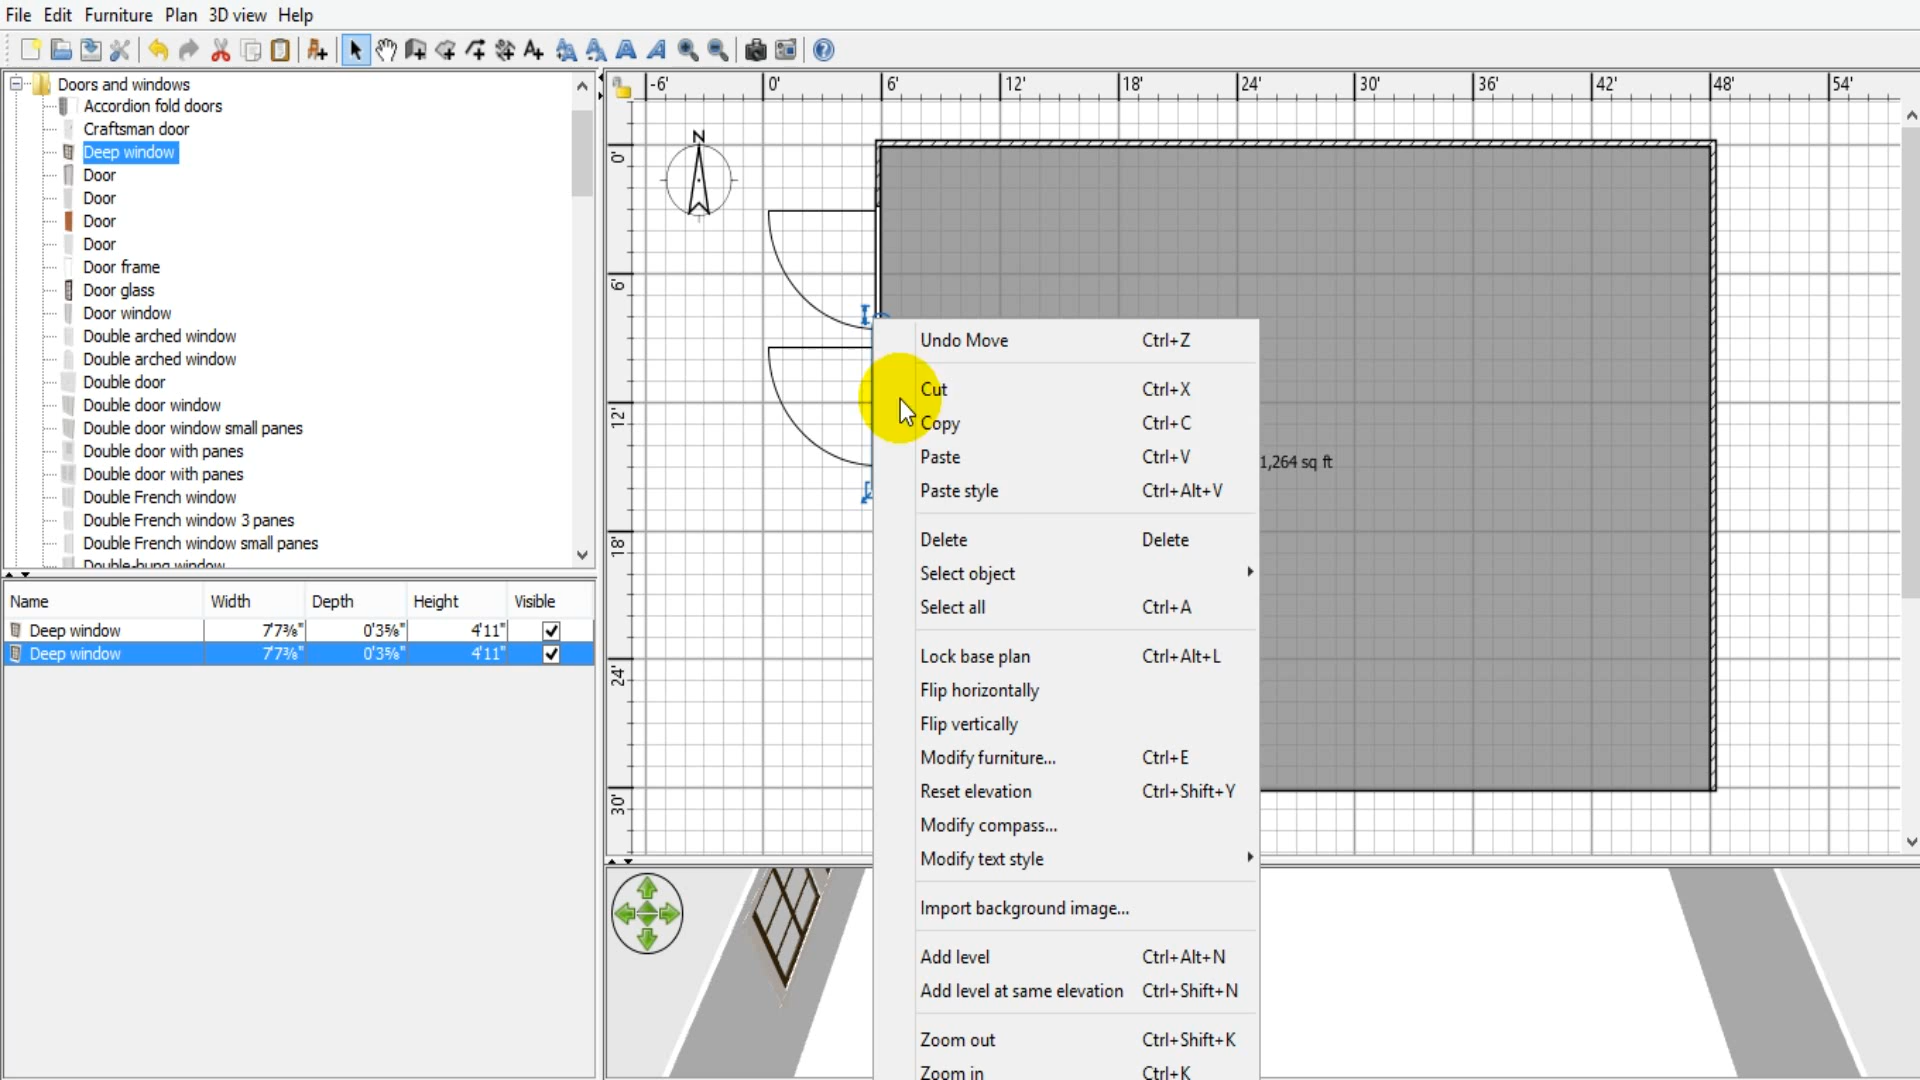 File Edit Furniture Plan 3D view Help
Doors and windows
Accordion fold doors
Craftsman door
Deep window
Door
Door
Door
Door
Door frame
Door glass
Door window
Double arched window
Double arched window
Double door
Double door window
Double door window small panes
Double door with panes
Double door with panes
Double French window
Double French window 3 panes
Double French window small panes
Double-hung window
Name Width Depth Height Visible
Deep window 7'7⅜" 0'3⅝" 4'11"
Deep window 7'7⅜" 0'3⅝" 4'11"
-6' 0' 6' 12' 18' 24' 30' 36' 42' 48' 54'
0'
6'
12'
18'
24'
30'
N
1,264 sq ft
Undo Move Ctrl+Z
Cut Ctrl+X
Copy Ctrl+C
Paste Ctrl+V
Paste style Ctrl+Alt+V
Delete Delete
Select object
Select all Ctrl+A
Lock base plan Ctrl+Alt+L
Flip horizontally
Flip vertically
Modify furniture... Ctrl+E
Reset elevation Ctrl+Shift+Y
Modify compass...
Modify text style
Import background image...
Add level Ctrl+Alt+N
Add level at same elevation Ctrl+Shift+N
Zoom out Ctrl+Shift+K
Zoom in Ctrl+K